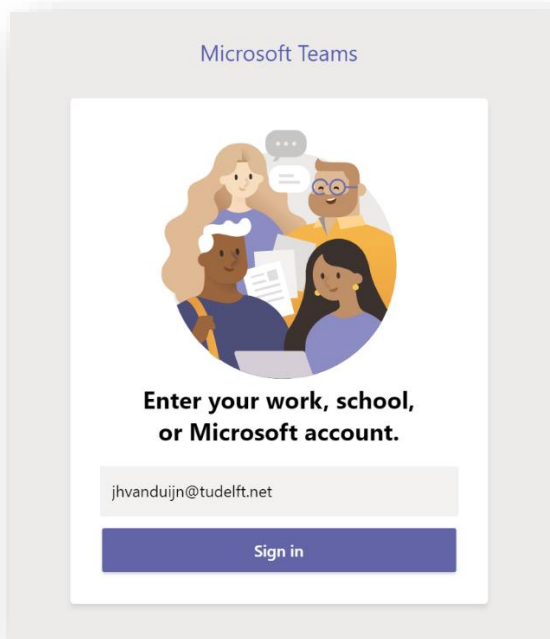 Microsoft Teams
Enter your work, school,
or Microsoft account.
jhvanduijn@tudelft.net
Sign in